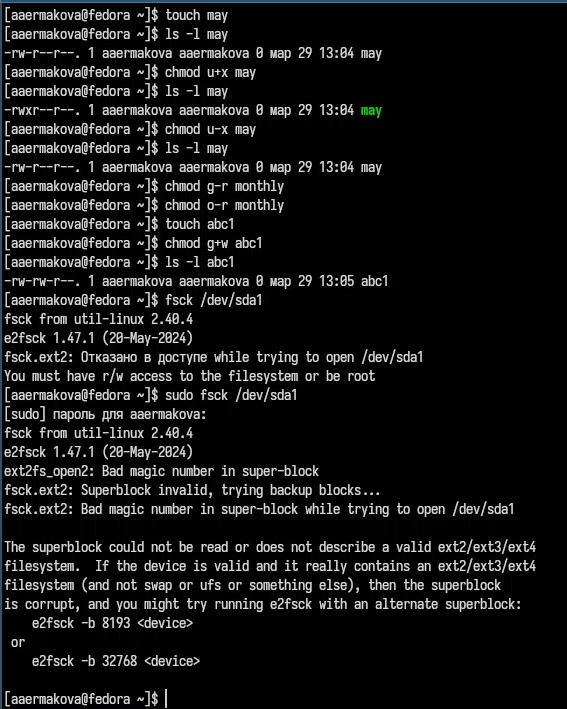 [aaermakova@fedora ~]$ touch may
[aaermakova@fedora ~]$ ls -l may
-rw-r--r--. 1 aaermakova aaermakova 0 мар 29 13:04 may
[aaermakova@fedora ~]$ chmod u+x may
[aaermakova@fedora ~]$ ls -l may
-rwxr--r--. 1 aaermakova aaermakova 0 мар 29 13:04 may
[aaermakova@fedora ~]$ chmod u-x may
[aaermakova@fedora ~]$ ls -l may
-rw-r--r--. 1 aaermakova aaermakova 0 мар 29 13:04 may
[aaermakova@fedora ~]$ chmod g-r monthly
[aaermakova@fedora ~]$ chmod o-r monthly
[aaermakova@fedora ~]$ touch abc1
[aaermakova@fedora ~]$ chmod g+w abc1
[aaermakova@fedora ~]$ ls -l abc1
-rw-rw-r--. 1 aaermakova aaermakova 0 мар 29 13:05 abc1
[aaermakova@fedora ~]$ fsck /dev/sda1
fsck from util-linux 2.40.4
e2fsck 1.47.1 (20-May-2024)
fsck.ext2: Отказано в доступе while trying to open /dev/sda1
You must have r/w access to the filesystem or be root
[aaermakova@fedora ~]$ sudo fsck /dev/sda1
[sudo] пароль для aaermakova:
fsck from util-linux 2.40.4
e2fsck 1.47.1 (20-May-2024)
ext2fs_open2: Bad magic number in super-block
fsck.ext2: Superblock invalid, trying backup blocks...
fsck.ext2: Bad magic number in super-block while trying to open /dev/sda1
The superblock could not be read or does not describe a valid ext2/ext3/ext4
filesystem.  If the device is valid and it really contains an ext2/ext3/ext4
filesystem (and not swap or ufs or something else), then the superblock
is corrupt, and you might try running e2fsck with an alternate superblock:
    e2fsck -b 8193 <device>
 or
    e2fsck -b 32768 <device>
[aaermakova@fedora ~]$